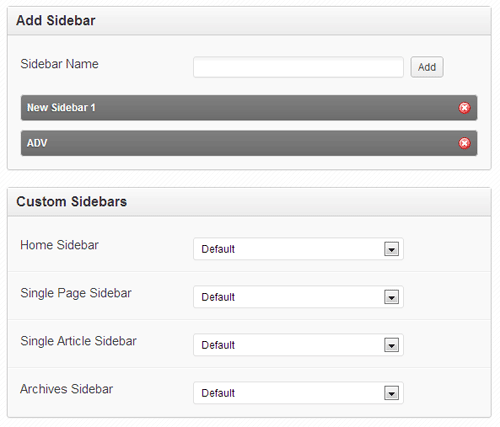 Add Sidebar
Sidebar Name Add
New Sidebar 1
ADV
Custom Sidebars
Home Sidebar Default
Single Page Sidebar Default
Single Article Sidebar Default
Archives Sidebar Default